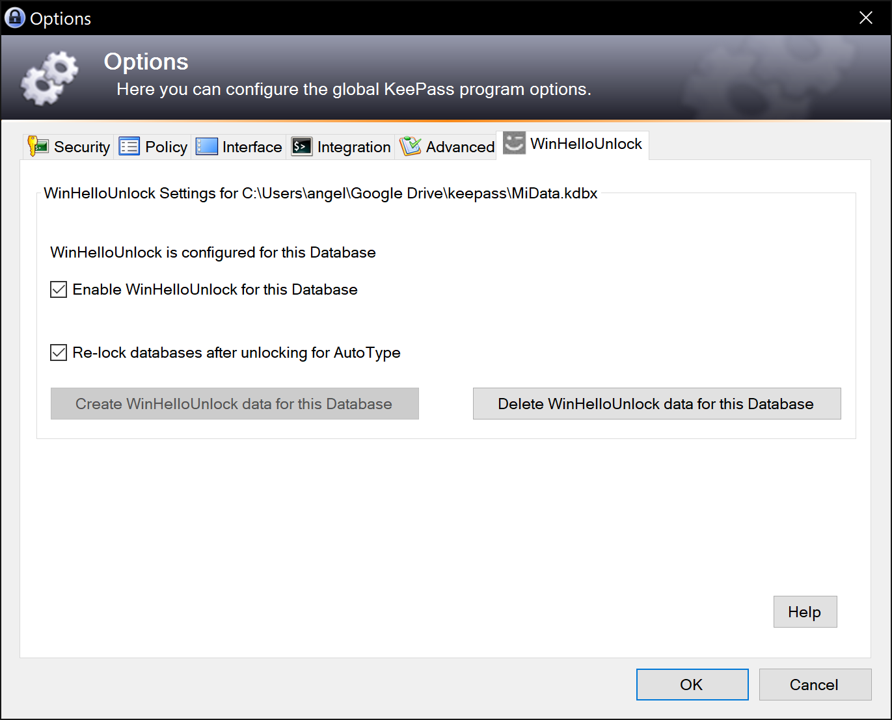 Options
Options
Here you can configure the global KeePass program options.
Security Policy Interface Integration Advanced WinHelloUnlock
WinHelloUnlock Settings for C:\Users\angel\Google Drive\keepass\MiData.kdbx
WinHelloUnlock is configured for this Database
Enable WinHelloUnlock for this Database
Re-lock databases after unlocking for AutoType
Create WinHelloUnlock data for this Database Delete WinHelloUnlock data for this Database
Help
OK Cancel